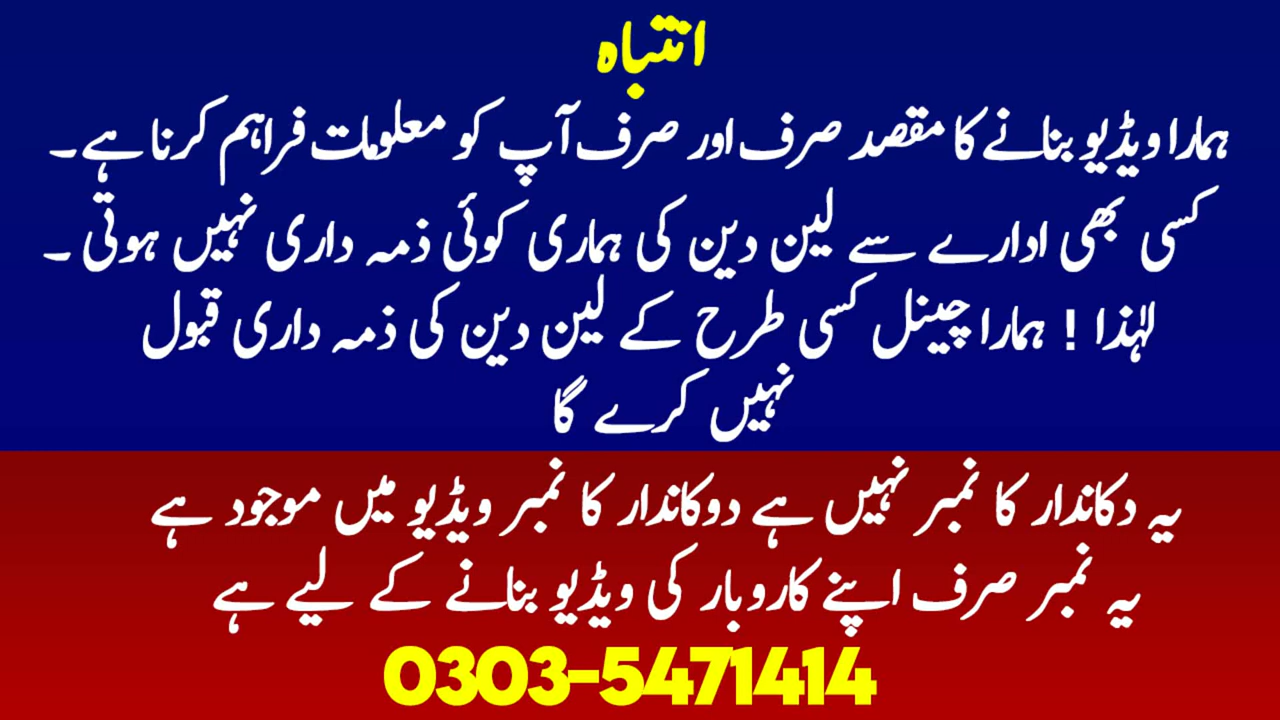 انتباہ
ہمارا ویڈیو بنانے کا مقصد صرف اور صرف آپ کو معلومات فراہم کرنا ہے۔
کسی بھی ادارے سے لین دین کی ہماری کوئی ذمہ داری نہیں ہوتی۔
لہٰذا ! ہمارا چینل کسی طرح کے لین دین کی ذمہ داری قبول
نہیں کرے گا
یہ دکاندار کا نمبر نہیں ہے دوکاندار کا نمبر ویڈیو میں موجود ہے
یہ نمبر صرف اپنے کاروبار کی ویڈیو بنانے کے لیے ہے
0303-5471414